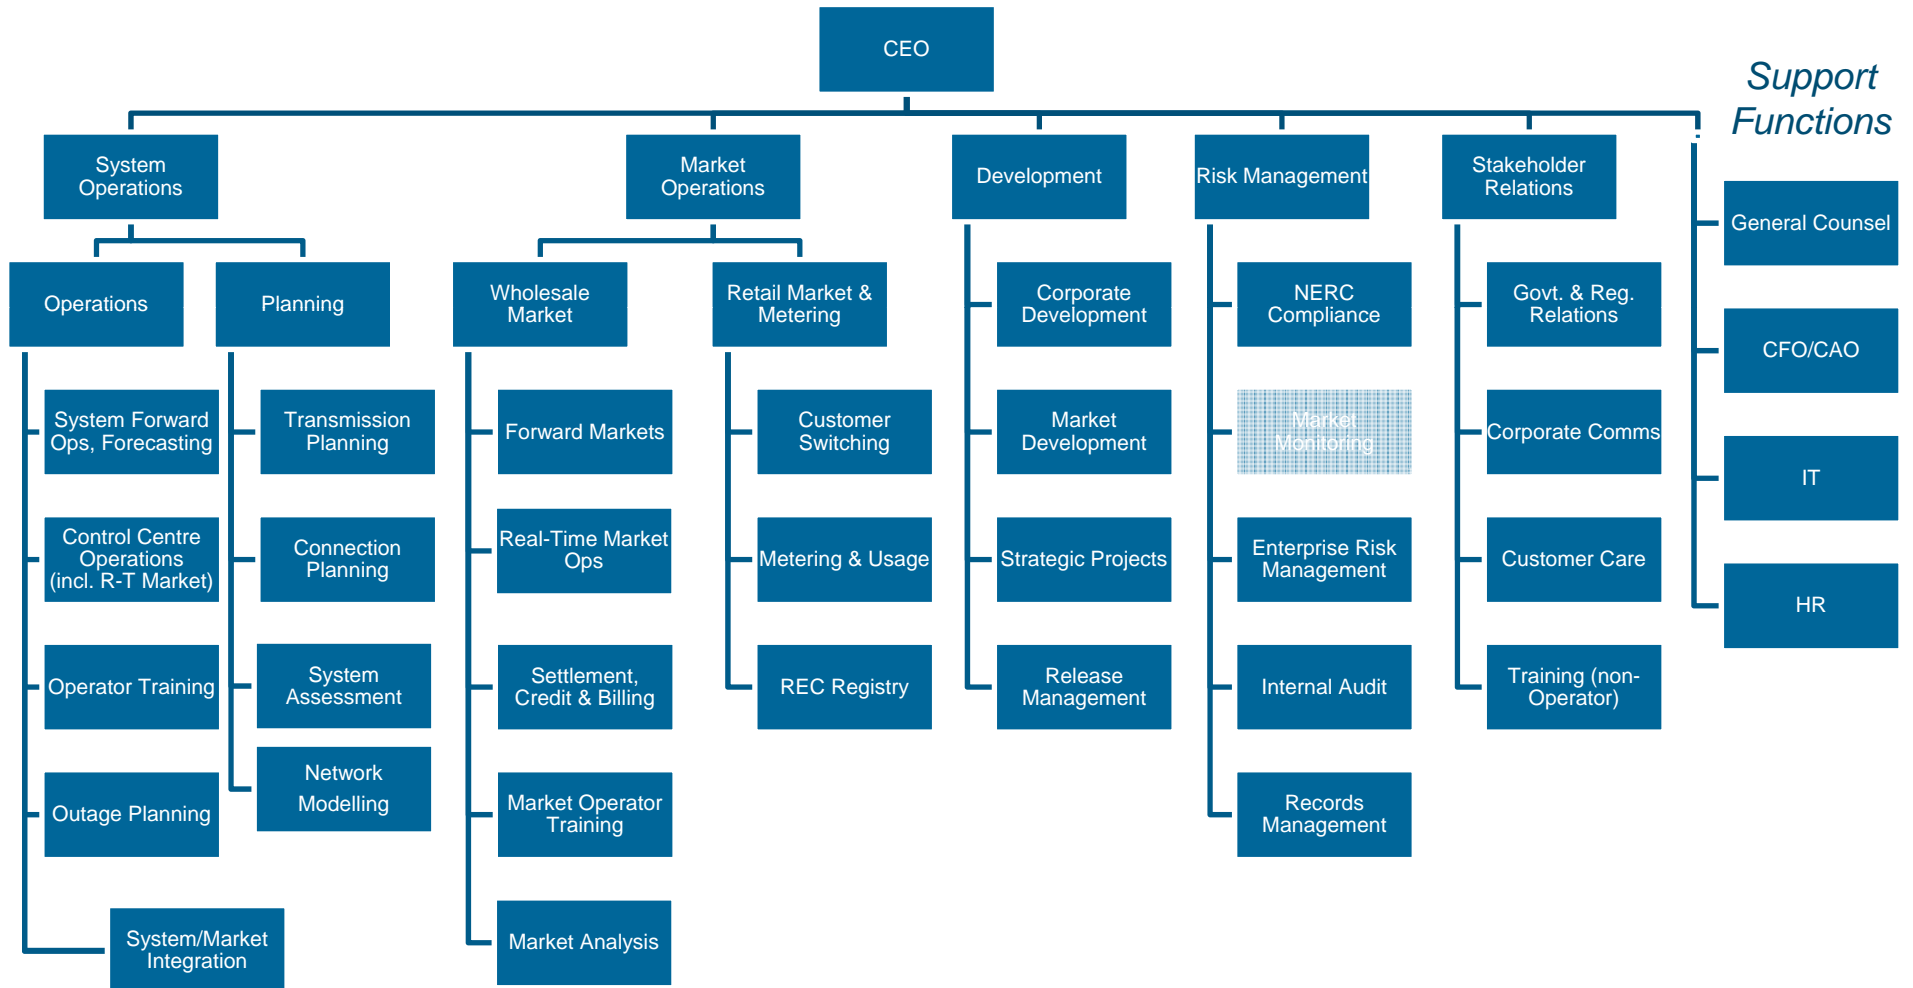 CEO
Support
Functions
System
Operations
Market
Operations
Development
Risk Management
Stakeholder
Relations
General Counsel
CFO/CAO
IT
HR
Operations
Planning
Wholesale
Market
Retail Market &
Metering
Corporate
Development
NERC
Compliance
Govt. & Reg.
Relations
System Forward
Ops, Forecasting
Transmission
Planning
Forward Markets
Customer
Switching
Market
Development
Market
Monitoring
Corporate Comms
Control Centre
Operations
(incl. R-T Market)
Connection
Planning
Real-Time Market
Ops
Metering & Usage
Strategic Projects
Enterprise Risk
Management
Customer Care
Operator Training
System
Assessment
Settlement,
Credit & Billing
REC Registry
Release
Management
Internal Audit
Training (non-
Operator)
Outage Planning
Network
Modelling
Market Operator
Training
Records
Management
System/Market
Integration
Market Analysis